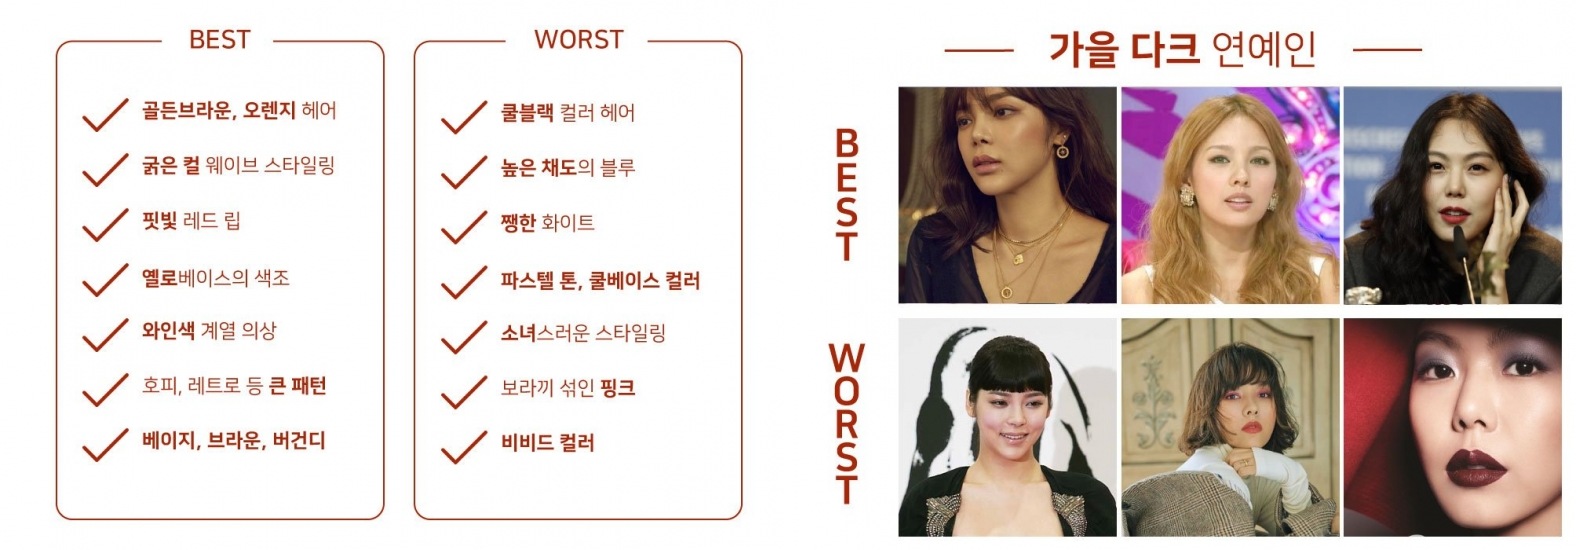 BEST
골든브라운, 오렌지 헤어
굵은 컬 웨이브 스타일링
핏빛 레드 립
옐로베이스의 색조
와인색 계열 의상
호피, 레트로 등 큰 패턴
베이지, 브라운, 버건디
WORST
쿨블랙 컬러 헤어
높은 채도의 블루
쨍한 화이트
파스텔 톤, 쿨베이스 컬러
소녀스러운 스타일링
보라끼 섞인 핑크
비비드 컬러
가을 다크 연예인
BEST
WORST